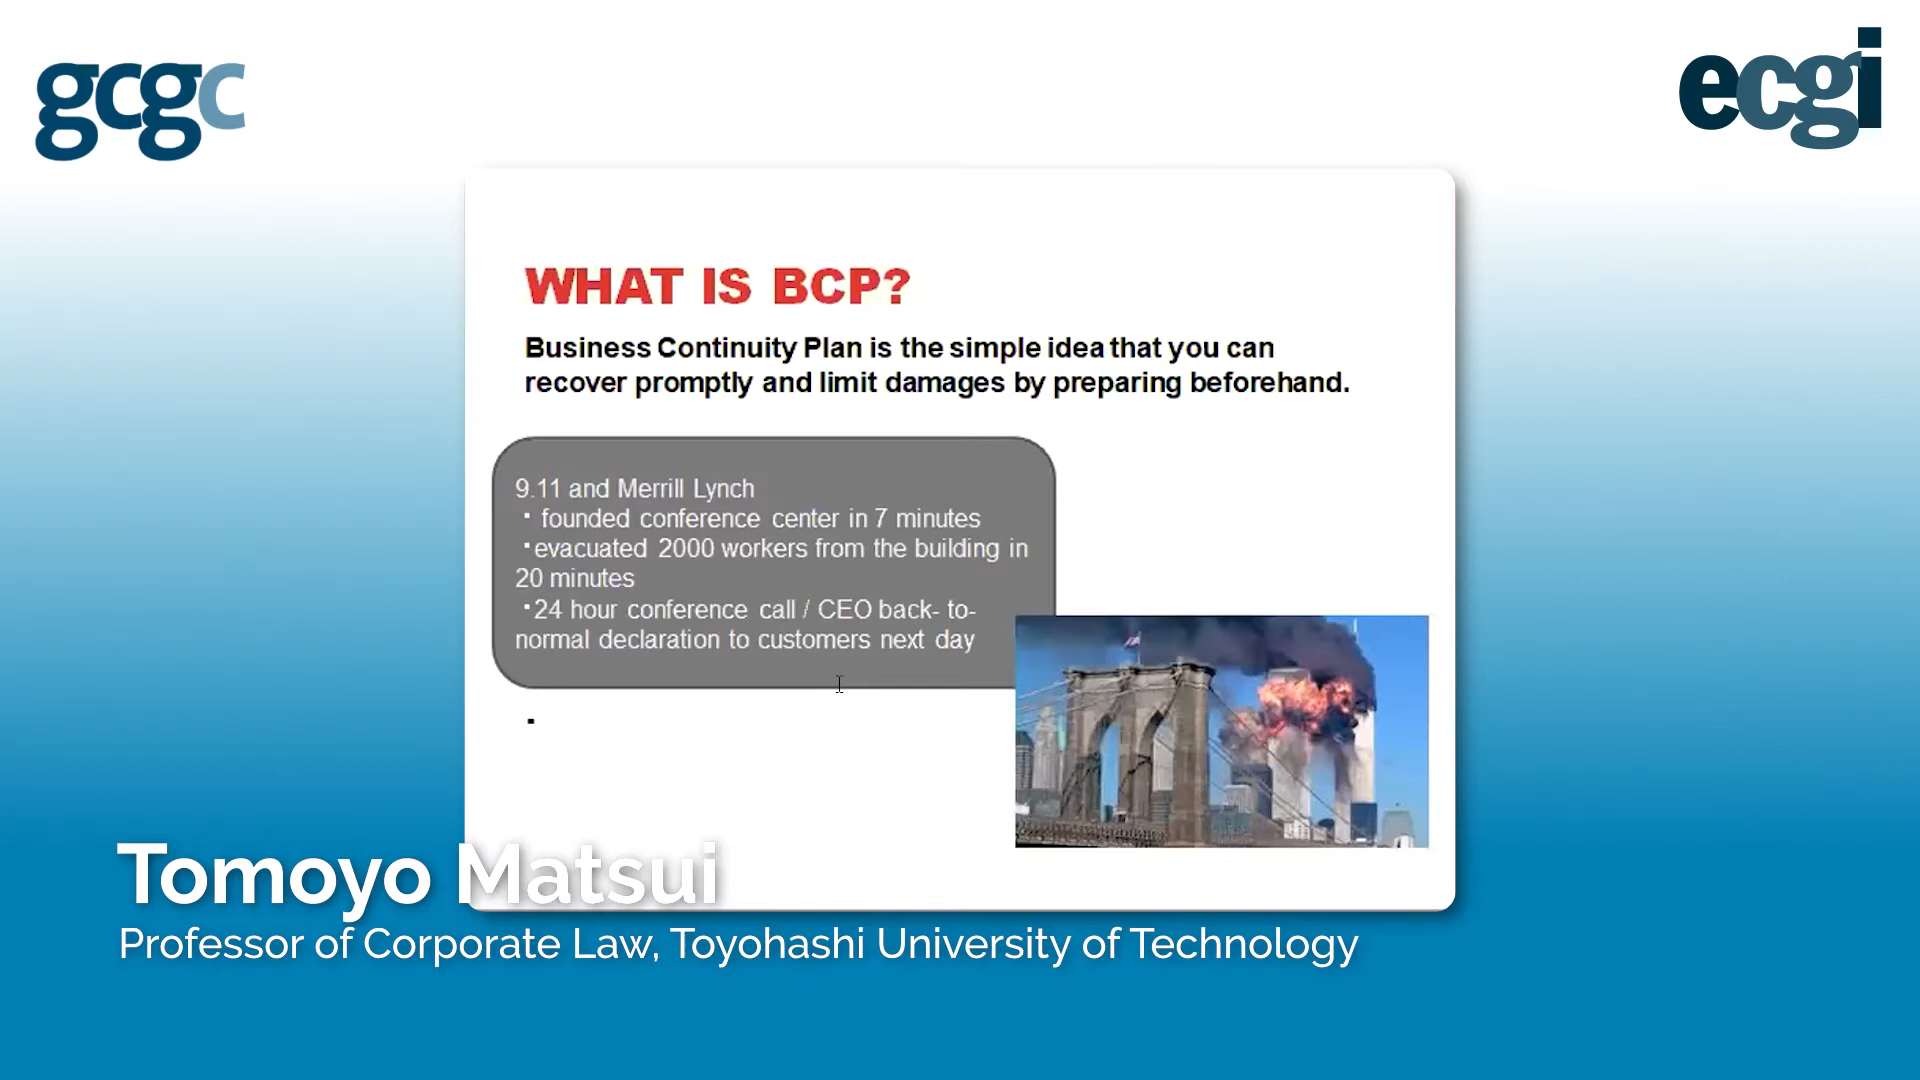 gcgc
ecgi
WHAT IS BCP?
Business Continuity Plan is the simple idea that you can
recover promptly and limit damages by preparing beforehand.
9.11 and Merrill Lynch
・founded conference center in 7 minutes
・evacuated 2000 workers from the building in
20 minutes
・24 hour conference call / CEO back- to-
normal declaration to customers next day
Tomoyo Matsui
Professor of Corporate Law, Toyohashi University of Technology